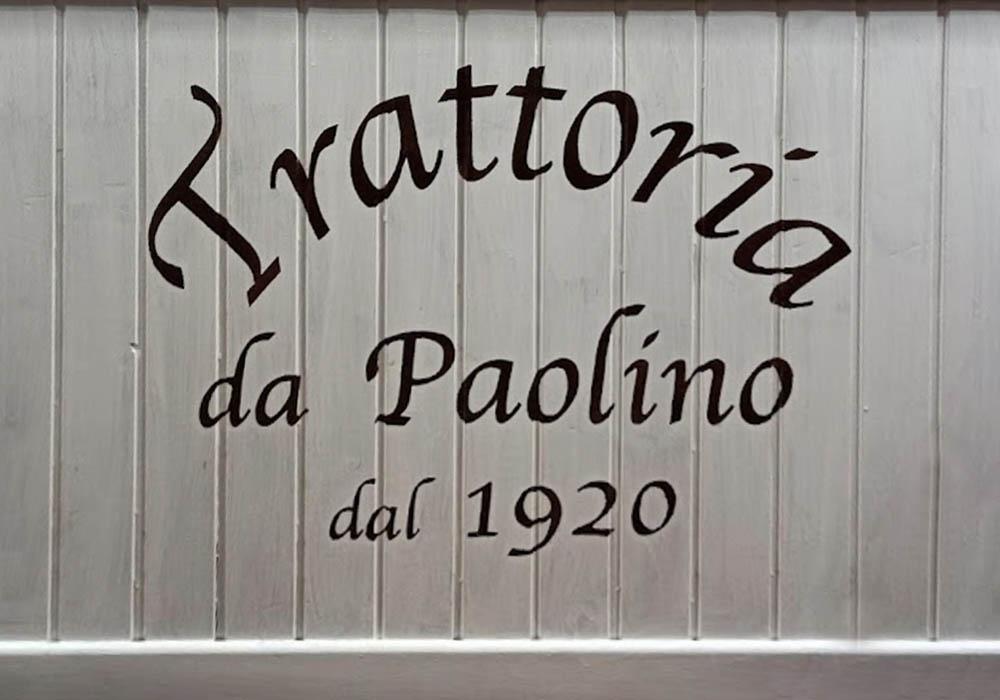 Trattoria
da Paolino
dal 1920